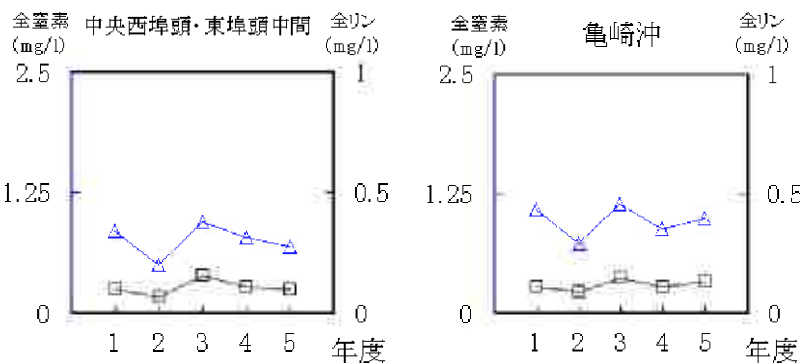 全窒素
(mg/l)
中央西埠頭・東埠頭中間
全リン
(mg/l)
2.5
1
1.25
0.5
0
0
1 2 3 4 5
年度
全窒素
(mg/l)
亀崎沖
全リン
(mg/l)
2.5
1
1.25
0.5
0
0
1 2 3 4 5
年度